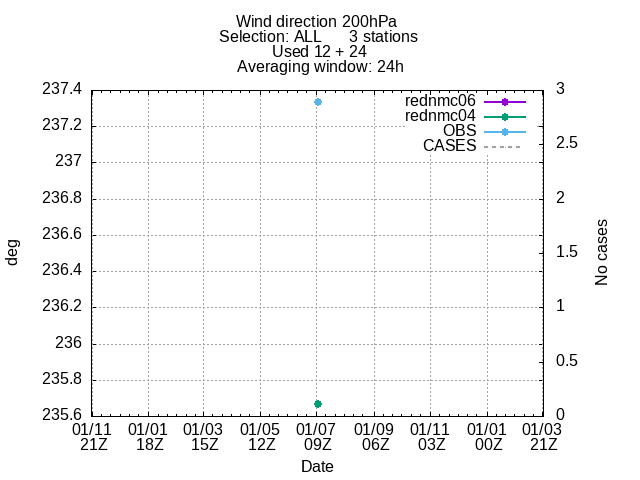 Wind direction 200hPa
Selection: ALL      3 stations
Used 12 + 24
Averaging window: 24h
237.4
237.2
237
236.8
236.6
236.4
236.2
236
235.8
235.6
deg
3
2.5
2
1.5
1
0.5
0
No cases
rednmc06
rednmc04
OBS
CASES
01/11 01/01 01/03 01/05 01/07 01/09 01/11 01/01 01/03
21Z 18Z 15Z 12Z 09Z 06Z 03Z 00Z 21Z
Date